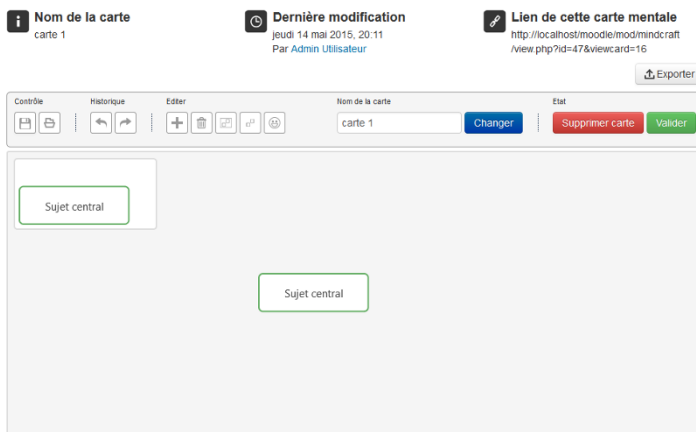 Nom de la carte
carte 1
Dernière modification
jeudi 14 mai 2015, 20:11
Par Admin Utilisateur
Lien de cette carte mentale
http://localhost/moodle/mod/mindcraft
/view.php?id=47&viewcard=16
Exporter
Contrôle
Historique
Editer
Nom de la carte
Etat
carte 1
Changer
Supprimer carte
Valider
Sujet central
Sujet central